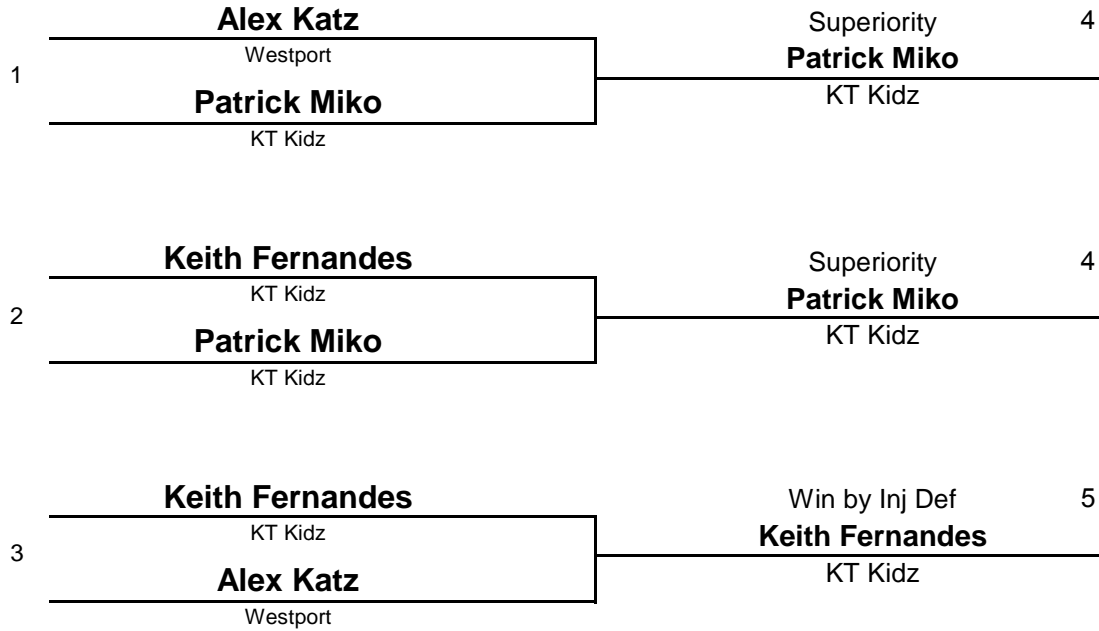 Alex Katz
Westport
1
Patrick Miko
KT Kidz
Superiority 4
Patrick Miko
KT Kidz
Keith Fernandes
KT Kidz
2
Patrick Miko
KT Kidz
Superiority 4
Patrick Miko
KT Kidz
Keith Fernandes
KT Kidz
3
Alex Katz
Westport
Win by Inj Def 5
Keith Fernandes
KT Kidz